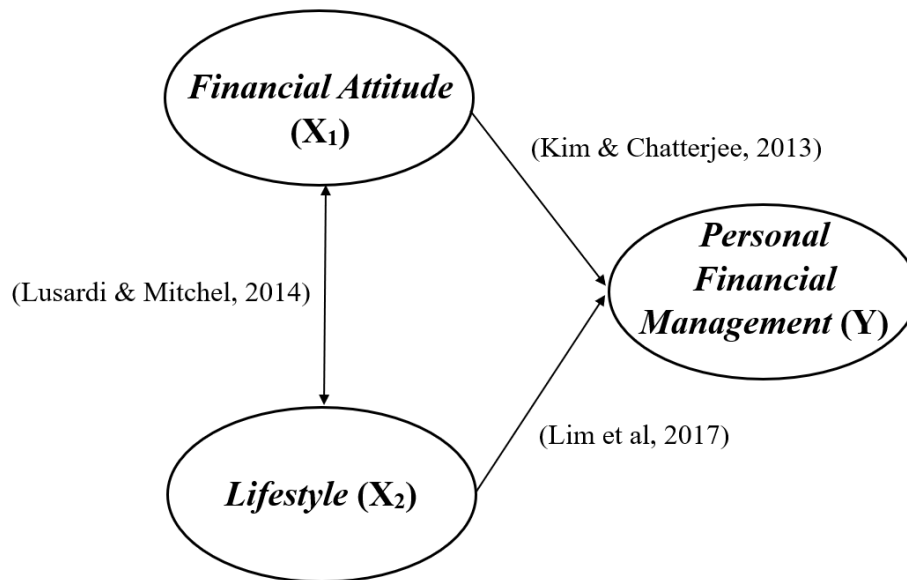 Financial Attitude
(X₁)
(Kim & Chatterjee, 2013)
Personal
Financial
Management (Y)
(Lusardi & Mitchel, 2014)
(Lim et al, 2017)
Lifestyle (X₂)